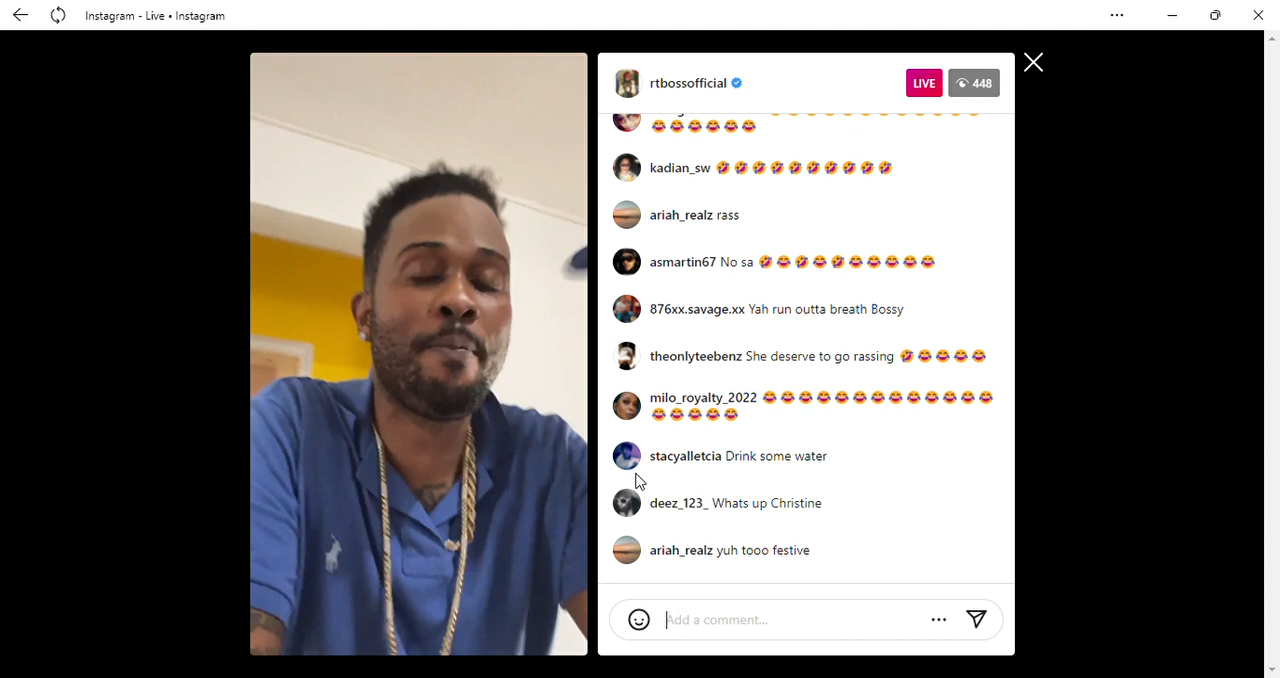 Instagram - Live • Instagram
rtbossofficial
LIVE
448
😂😂😂😂😂😂
kadian_sw 🤣🤣🤣🤣🤣🤣🤣🤣🤣🤣
ariah_realz rass
asmartin67 No sa 🤣😂🤣😂🤣😂😂😂😂😂
876xx.savage.xx Yah run outta breath Bossy
theonlyteebenz She deserve to go rassing 🤣😂😂😂😂
milo_royalty_2022 😂😂😂😂😂😂😂😂😂😂😂😂😂
😂😂😂😂😂
stacyalletcia Drink some water
deez_123_ Whats up Christine
ariah_realz yuh tooo festive
Add a comment...